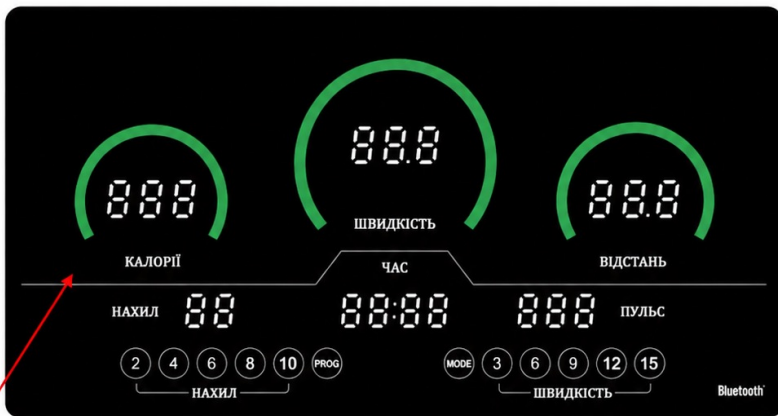 88.8
ШВИДКІСТЬ
888
КАЛОРІЇ
88.8
ВІДСТАНЬ
ЧАС
НАХИЛ 88 88:88 888 ПУЛЬС
2 4 6 8 10 PROG MODE 3 6 9 12 15
НАХИЛ ШВИДКІСТЬ
Bluetooth